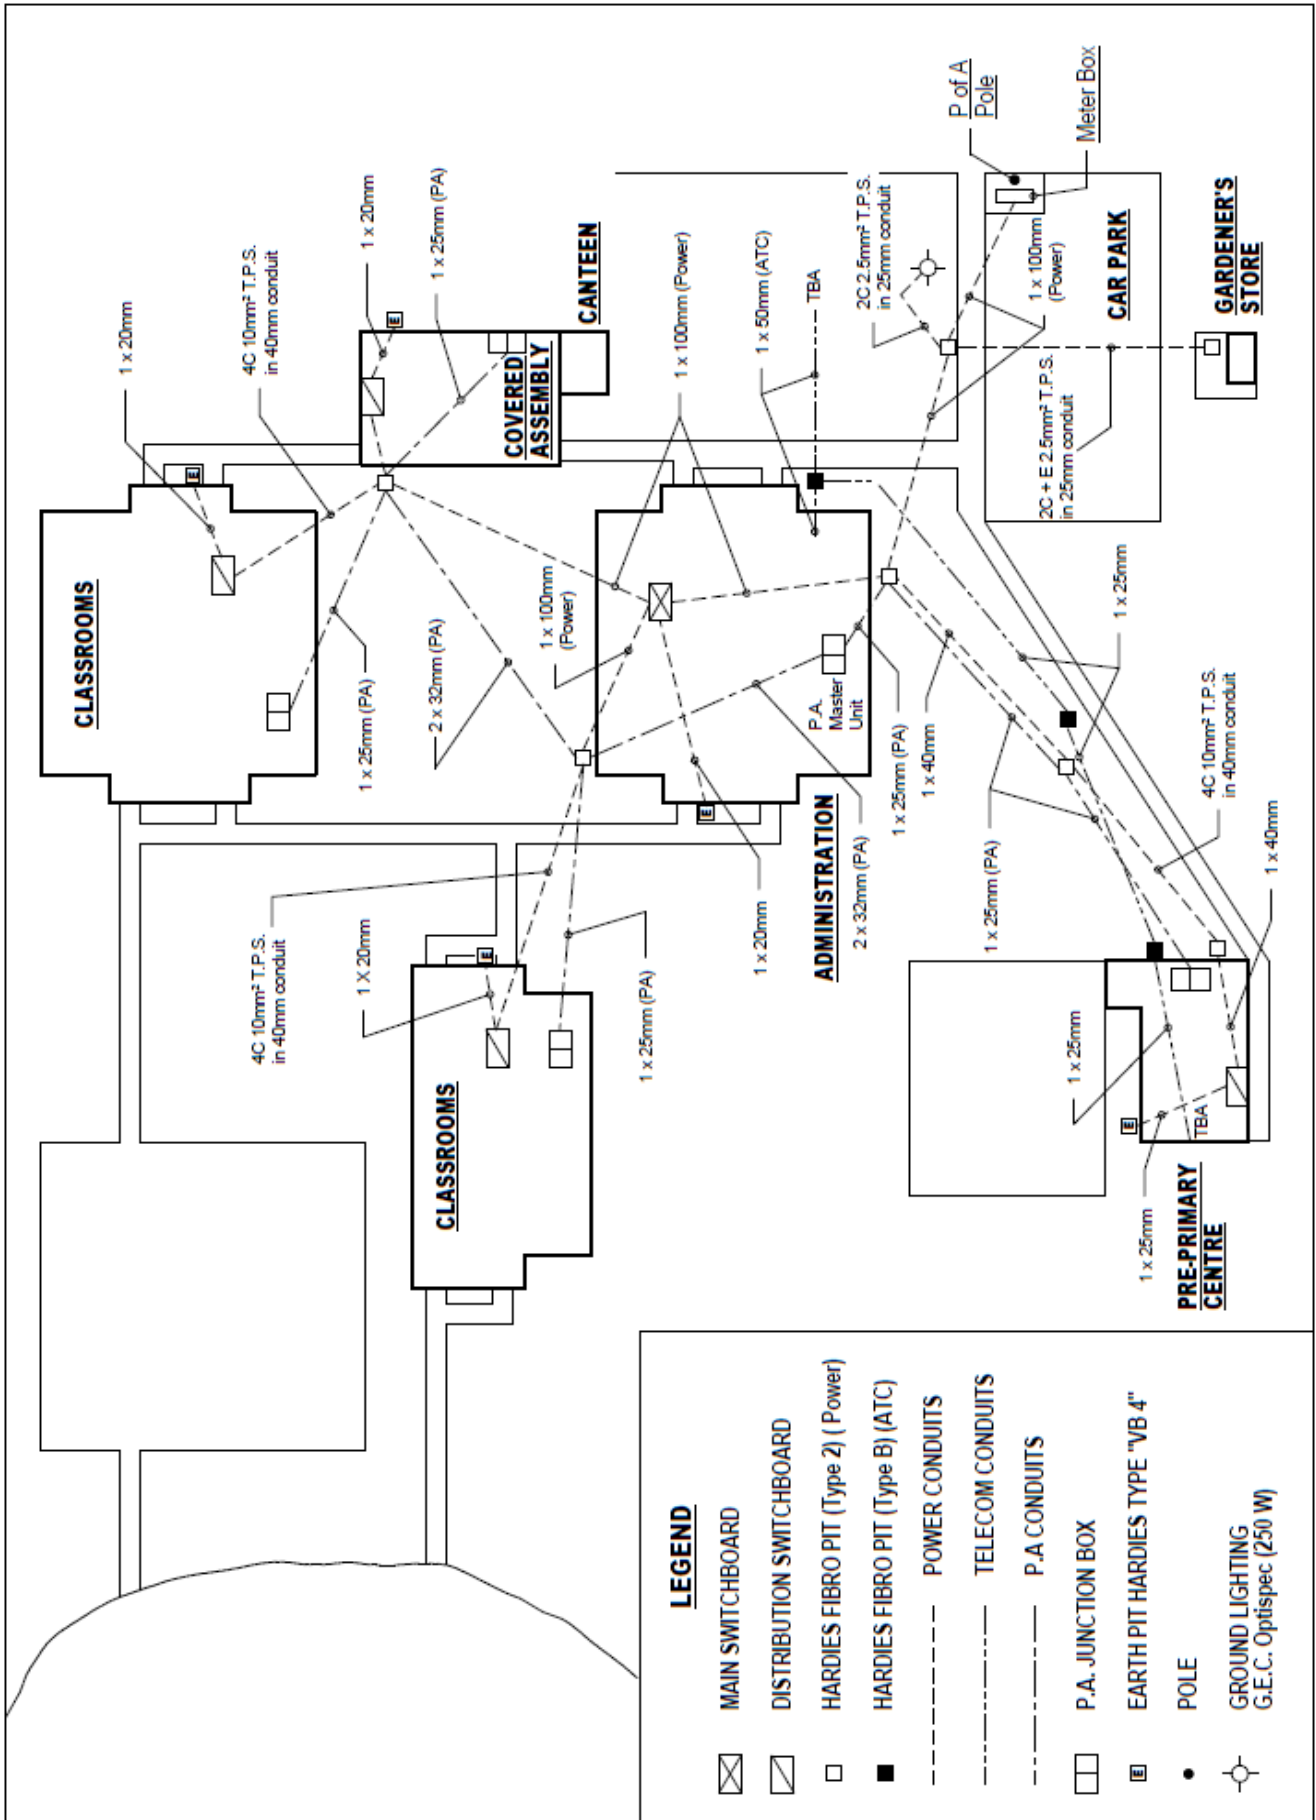 CLASSROOMS
1 x 20mm
4C 10mm² T.P.S.
in 40mm conduit
1 x 20mm
1 x 25mm (PA)
COVERED
ASSEMBLY
CANTEEN
1 x 25mm (PA)
2 x 32mm (PA)
1 x 100mm
(Power)
1 x 100mm (Power)
1 x 50mm (ATC)
TBA
P of A
Pole
Meter Box
2C 2.5mm² T.P.S.
in 25mm conduit
1 x 100mm
(Power)
CAR PARK
GARDENER'S
STORE
2C + E 2.5mm² T.P.S.
in 25mm conduit
4C 10mm² T.P.S.
in 40mm conduit
1 X 20mm
CLASSROOMS
1 x 25mm (PA)
1 x 20mm
ADMINISTRATION
P.A.
Master
Unit
2 x 32mm (PA)
1 x 25mm (PA)
1 x 40mm
1 x 25mm
1 x 25mm (PA)
4C 10mm² T.P.S.
in 40mm conduit
1 x 40mm
1 x 25mm
TBA
1 x 25mm
PRE-PRIMARY
CENTRE
E
E
E
E
E
LEGEND
MAIN SWITCHBOARD
DISTRIBUTION SWITCHBOARD
HARDIES FIBRO PIT (Type 2) ( Power)
HARDIES FIBRO PIT (Type B) (ATC)
POWER CONDUITS
TELECOM CONDUITS
P.A CONDUITS
P.A. JUNCTION BOX
E EARTH PIT HARDIES TYPE "VB 4"
POLE
GROUND LIGHTING
G.E.C. Optispec (250 W)